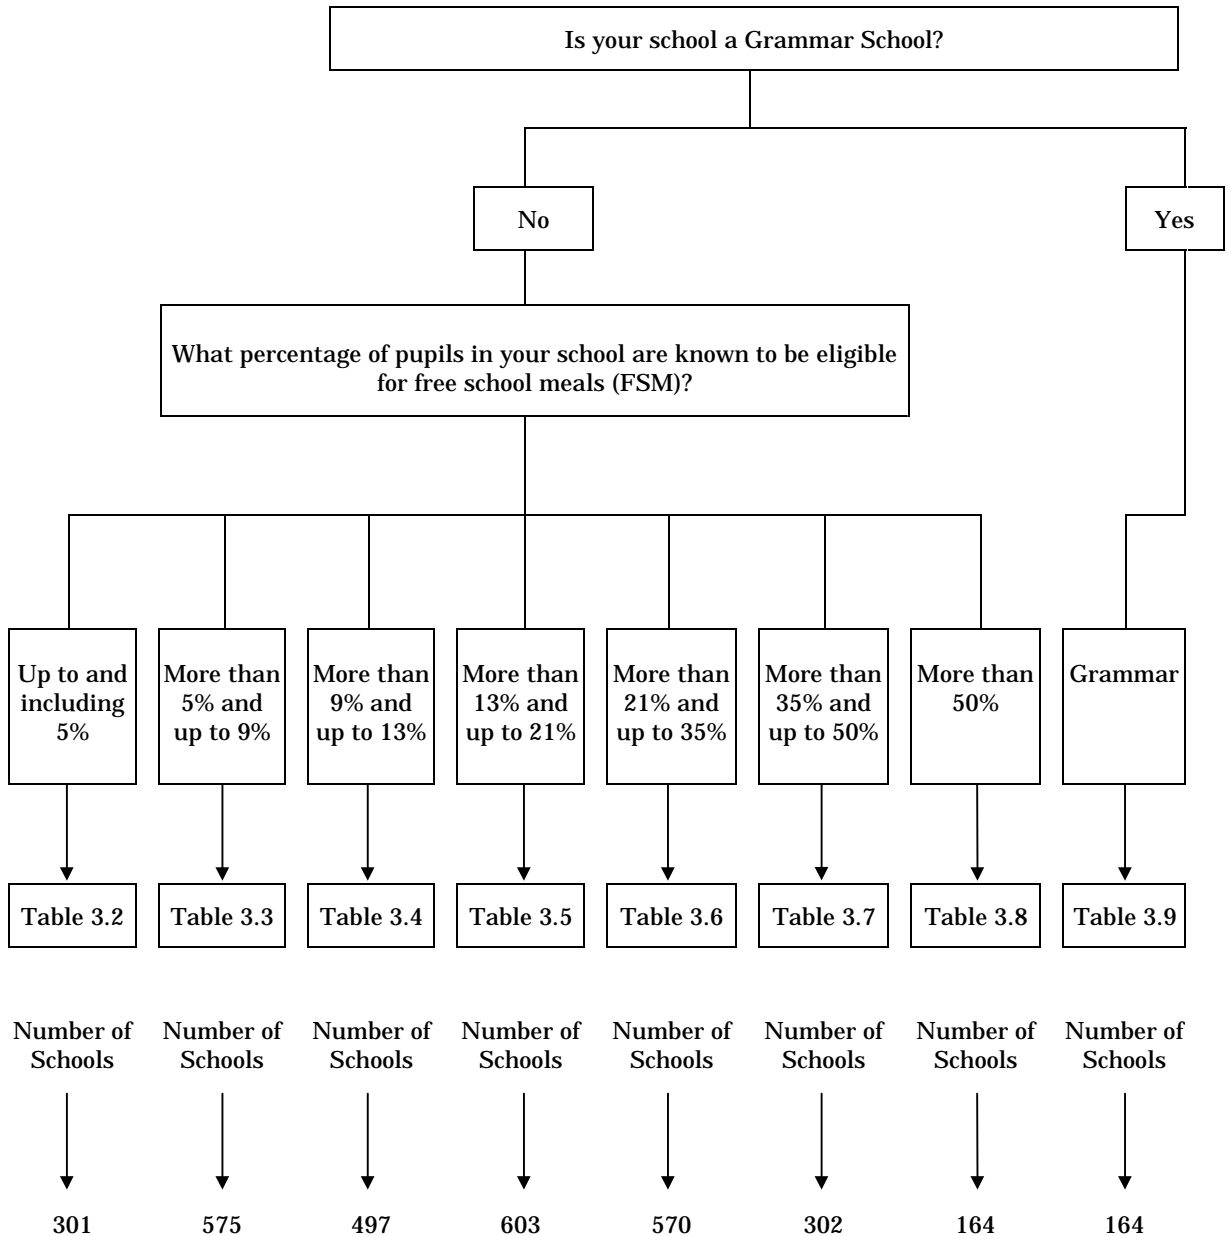 Is your school a Grammar School?
No
Yes
What percentage of pupils in your school are known to be eligible
for free school meals (FSM)?
Up to and
including
5%
More than
5% and
up to 9%
More than
9% and
up to 13%
More than
13% and
up to 21%
More than
21% and
up to 35%
More than
35% and
up to 50%
More than
50%
Grammar
Table 3.2
Table 3.3
Table 3.4
Table 3.5
Table 3.6
Table 3.7
Table 3.8
Table 3.9
Number of
Schools
Number of
Schools
Number of
Schools
Number of
Schools
Number of
Schools
Number of
Schools
Number of
Schools
Number of
Schools
301
575
497
603
570
302
164
164